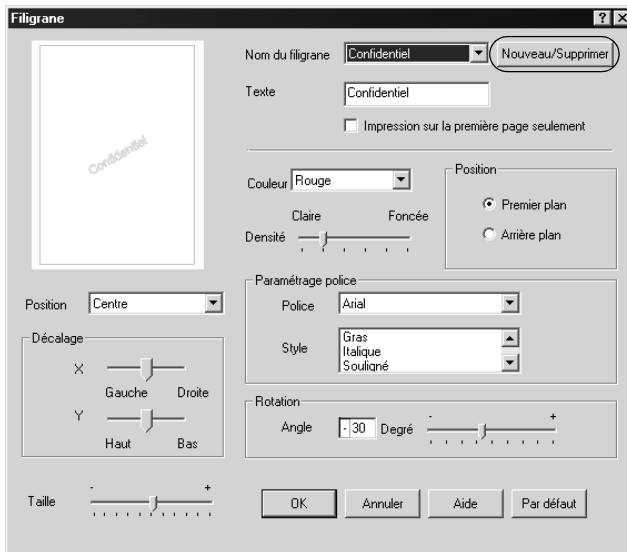 Filigrane
Nom du filigrane Confidentiel Nouveau/Supprimer
Texte Confidentiel
Impression sur la première page seulement
Confidentiel
Couleur Rouge
Claire Foncée
Densité
Position
Premier plan
Arrière plan
Position Centre
Paramétrage police
Police Arial
Style Gras
Italique
Souligné
Décalage
X
Gauche Droite
Y
Haut Bas
Rotation
Angle - 30 Degré - +
Taille - +
OK Annuler Aide Par défaut